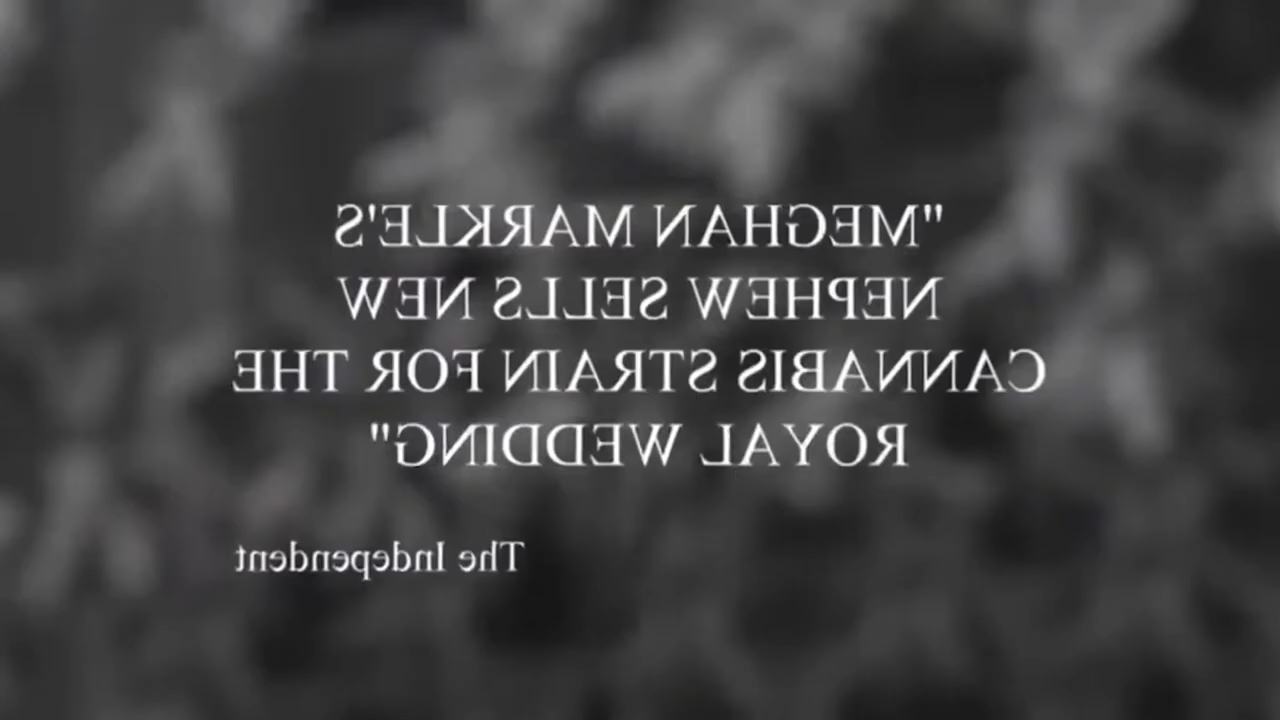 "MEGHAN MARKLE'S
NEPHEW SELLS NEW
CANNABIS STRAIN FOR THE
ROYAL WEDDING"
The Independent